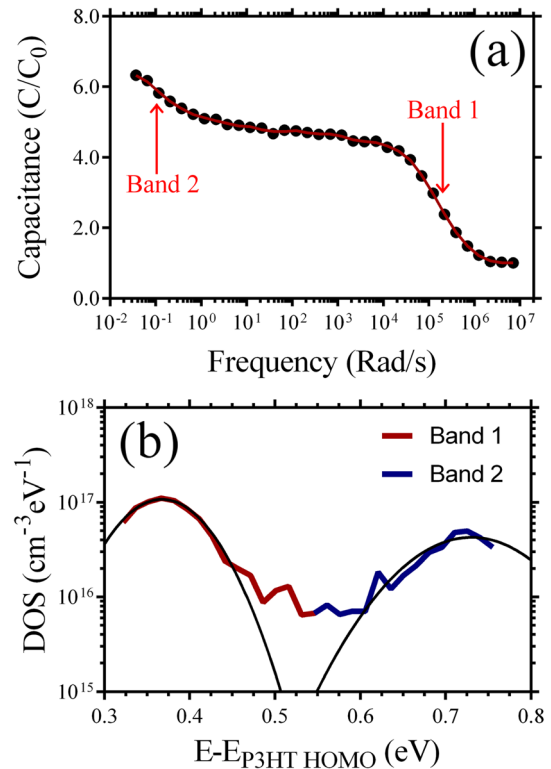 (a)
Capacitance (C/C₀)
8.0
6.0
4.0
2.0
0.0
Band 1
Band 2
10⁻² 10⁻¹ 10⁰ 10¹ 10² 10³ 10⁴ 10⁵ 10⁶ 10⁷
Frequency (Rad/s)
(b)
DOS (cm⁻³eV⁻¹)
10¹⁸
10¹⁷
10¹⁶
10¹⁵
Band 1
Band 2
0.3 0.4 0.5 0.6 0.7 0.8
E-E_P3HT HOMO (eV)